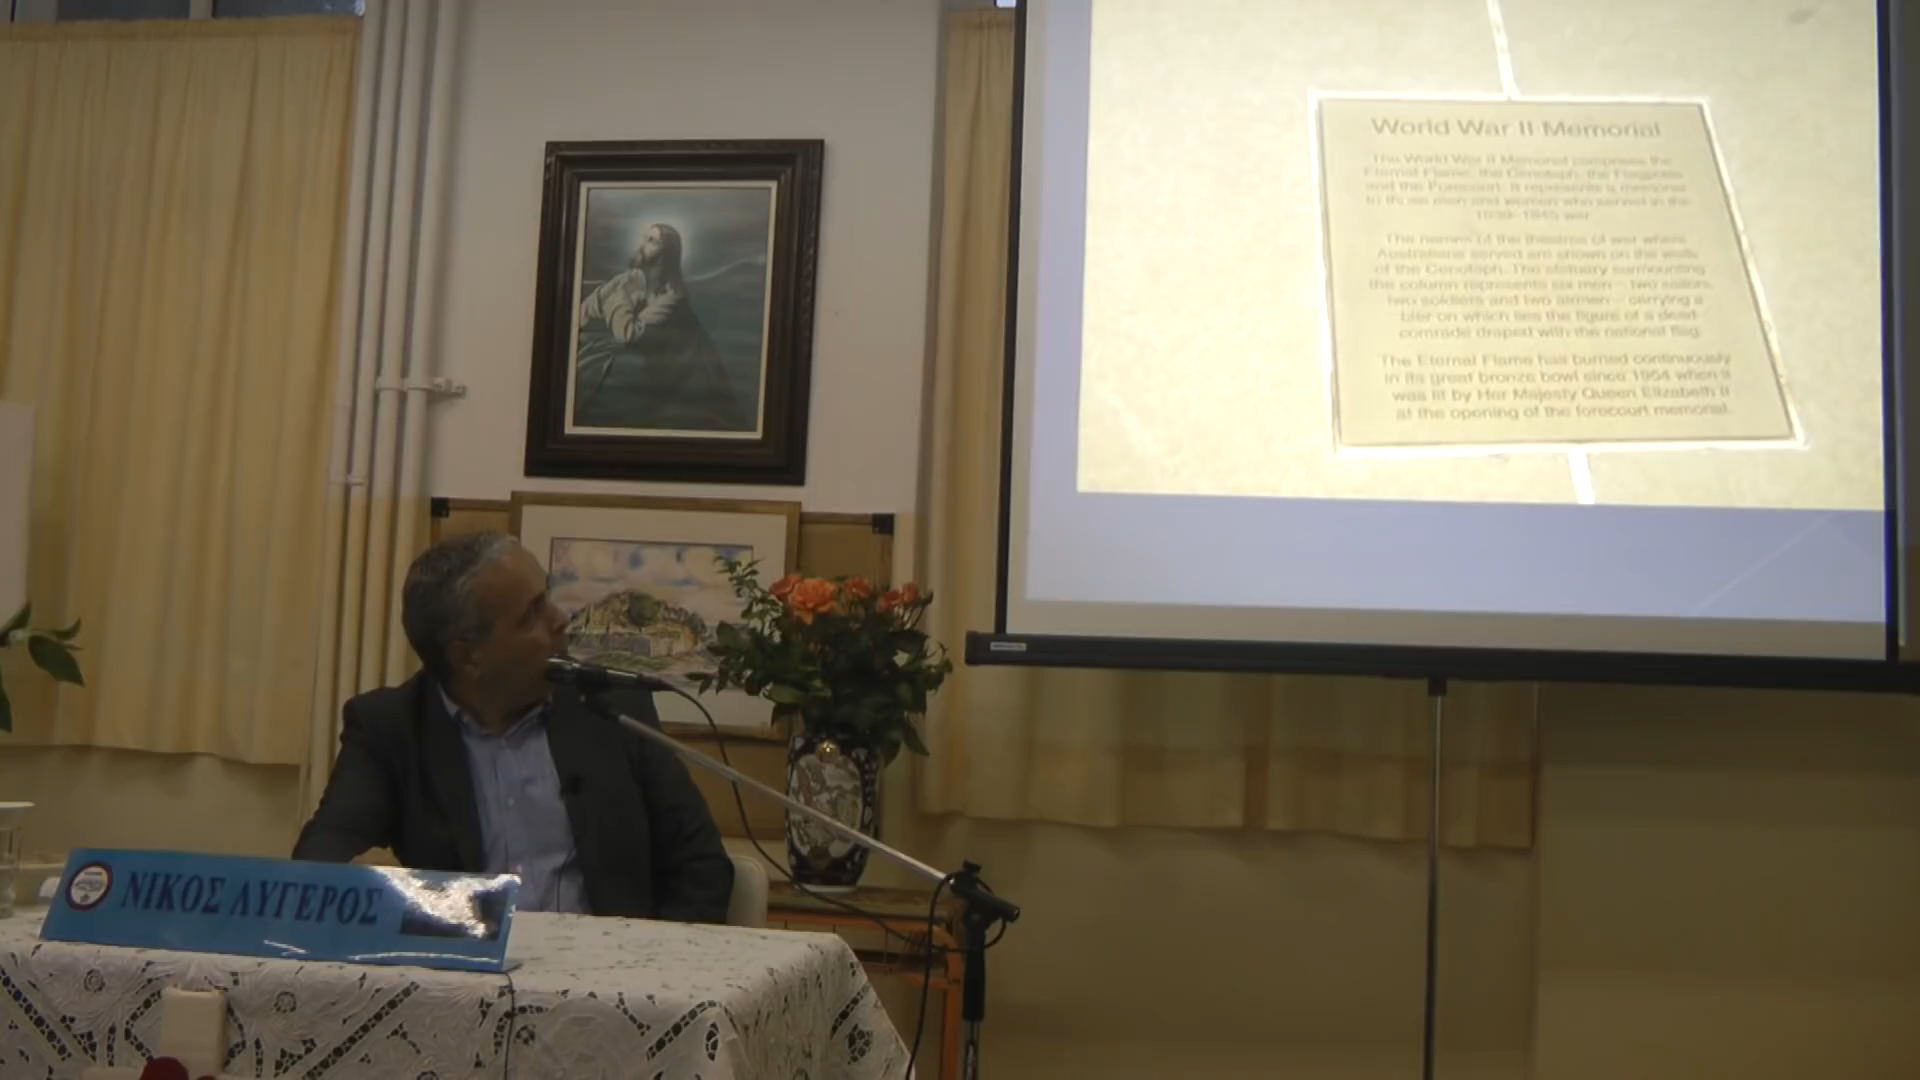 World War II Memorial
The World War II Memorial comprises the
Eternal Flame, the Cenotaph, the Flagpoles
and the Forecourt. It represents a memorial
to those men and women who served in the
1939-1945 war.
The names of the theatres of war where
Australians served are shown on the walls
of the Cenotaph. The statuary surrounding
the column represents six men – two sailors,
two soldiers and two airmen – carrying a
bier on which lies the figure of a dead
comrade draped with the national flag.
The Eternal Flame has burned continuously
in its great bronze bowl since 1954 when it
was lit by Her Majesty Queen Elizabeth II
at the opening of the forecourt memorial.
ΝΙΚΟΣ ΛΥΓΕΡΟΣ